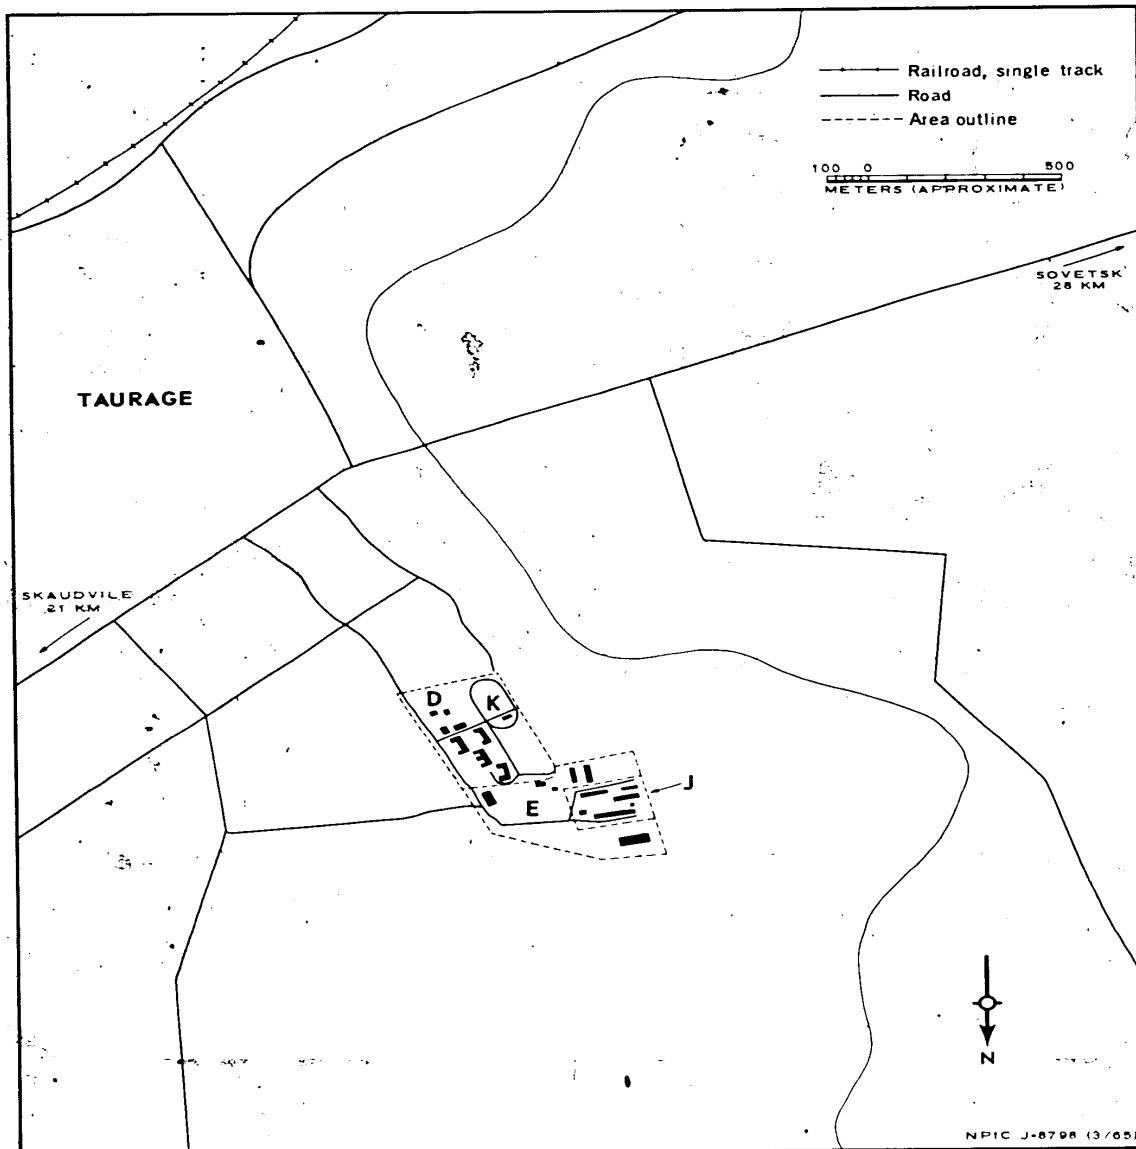 Railroad, single track
Road
Area outline
100 0 500
METERS (APPROXIMATE)
SOVETSK
28 KM
TAURAGE
SKAUDVILE
21 KM
D
K
J
E
N
NPIC J-8798 (3/65)